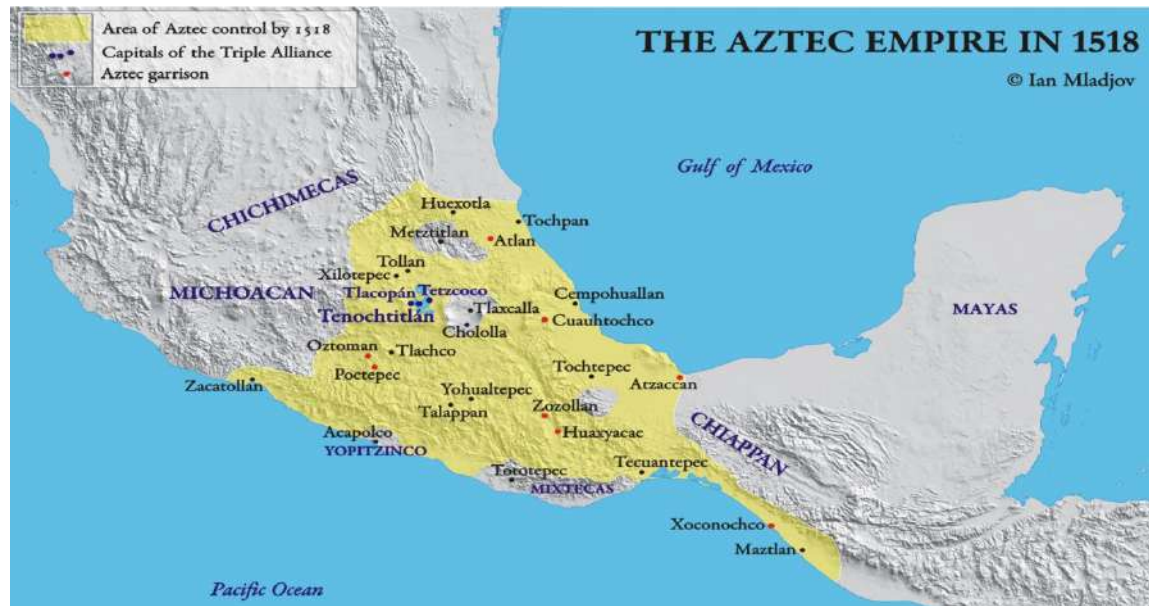 Area of Aztec control by 1518
Capitals of the Triple Alliance
Aztec garrison
THE AZTEC EMPIRE IN 1518
© Ian Mladjov
Gulf of Mexico
CHICHIMECAS
Huexotla
Tochpan
Metztitlan
Atlan
Tollan
Xilotepec
MICHOACAN
Tlacopán
Tetzcoco
Cempohuallan
Tlaxcalla
MAYAS
Tenochtitlán
Cuauhtochco
Chololla
Oztoman
Tlachco
Poctepec
Tochtepec
Atzaccan
Zacatollan
Yohualtepec
Talappan
Zozollan
Huaxyacac
CHIAPPAN
Acapolco
YOPITZINCO
Tototepec
Tecuantepec
MIXTECAS
Xoconochco
Maztlan
Pacific Ocean